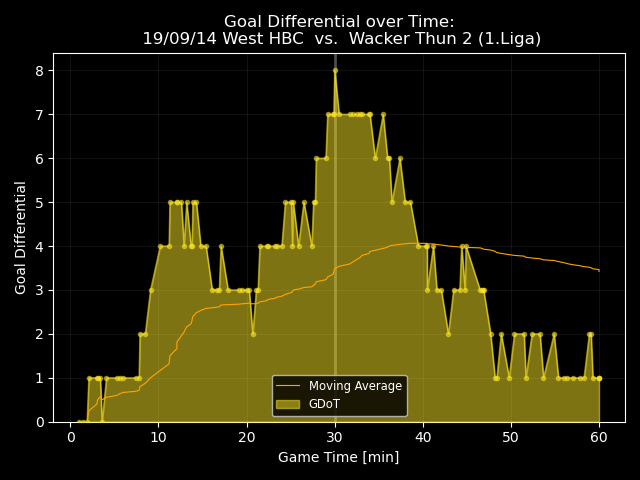 Goal Differential over Time:
19/09/14 West HBC  vs.  Wacker Thun 2 (1.Liga)
Goal Differential
8
7
6
5
4
3
2
1
0
Moving Average
GDoT
0 10 20 30 40 50 60
Game Time [min]